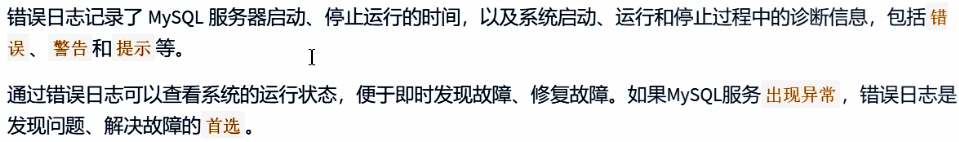 错误日志记录了 MySQL 服务器启动、停止运行的时间，以及系统启动、运行和停止过程中的诊断信息，包括 错
误 、 警告 和 提示 等。
通过错误日志可以查看系统的运行状态，便于即时发现故障、修复故障。如果MySQL服务 出现异常 ，错误日志是
发现问题、解决故障的 首选 。